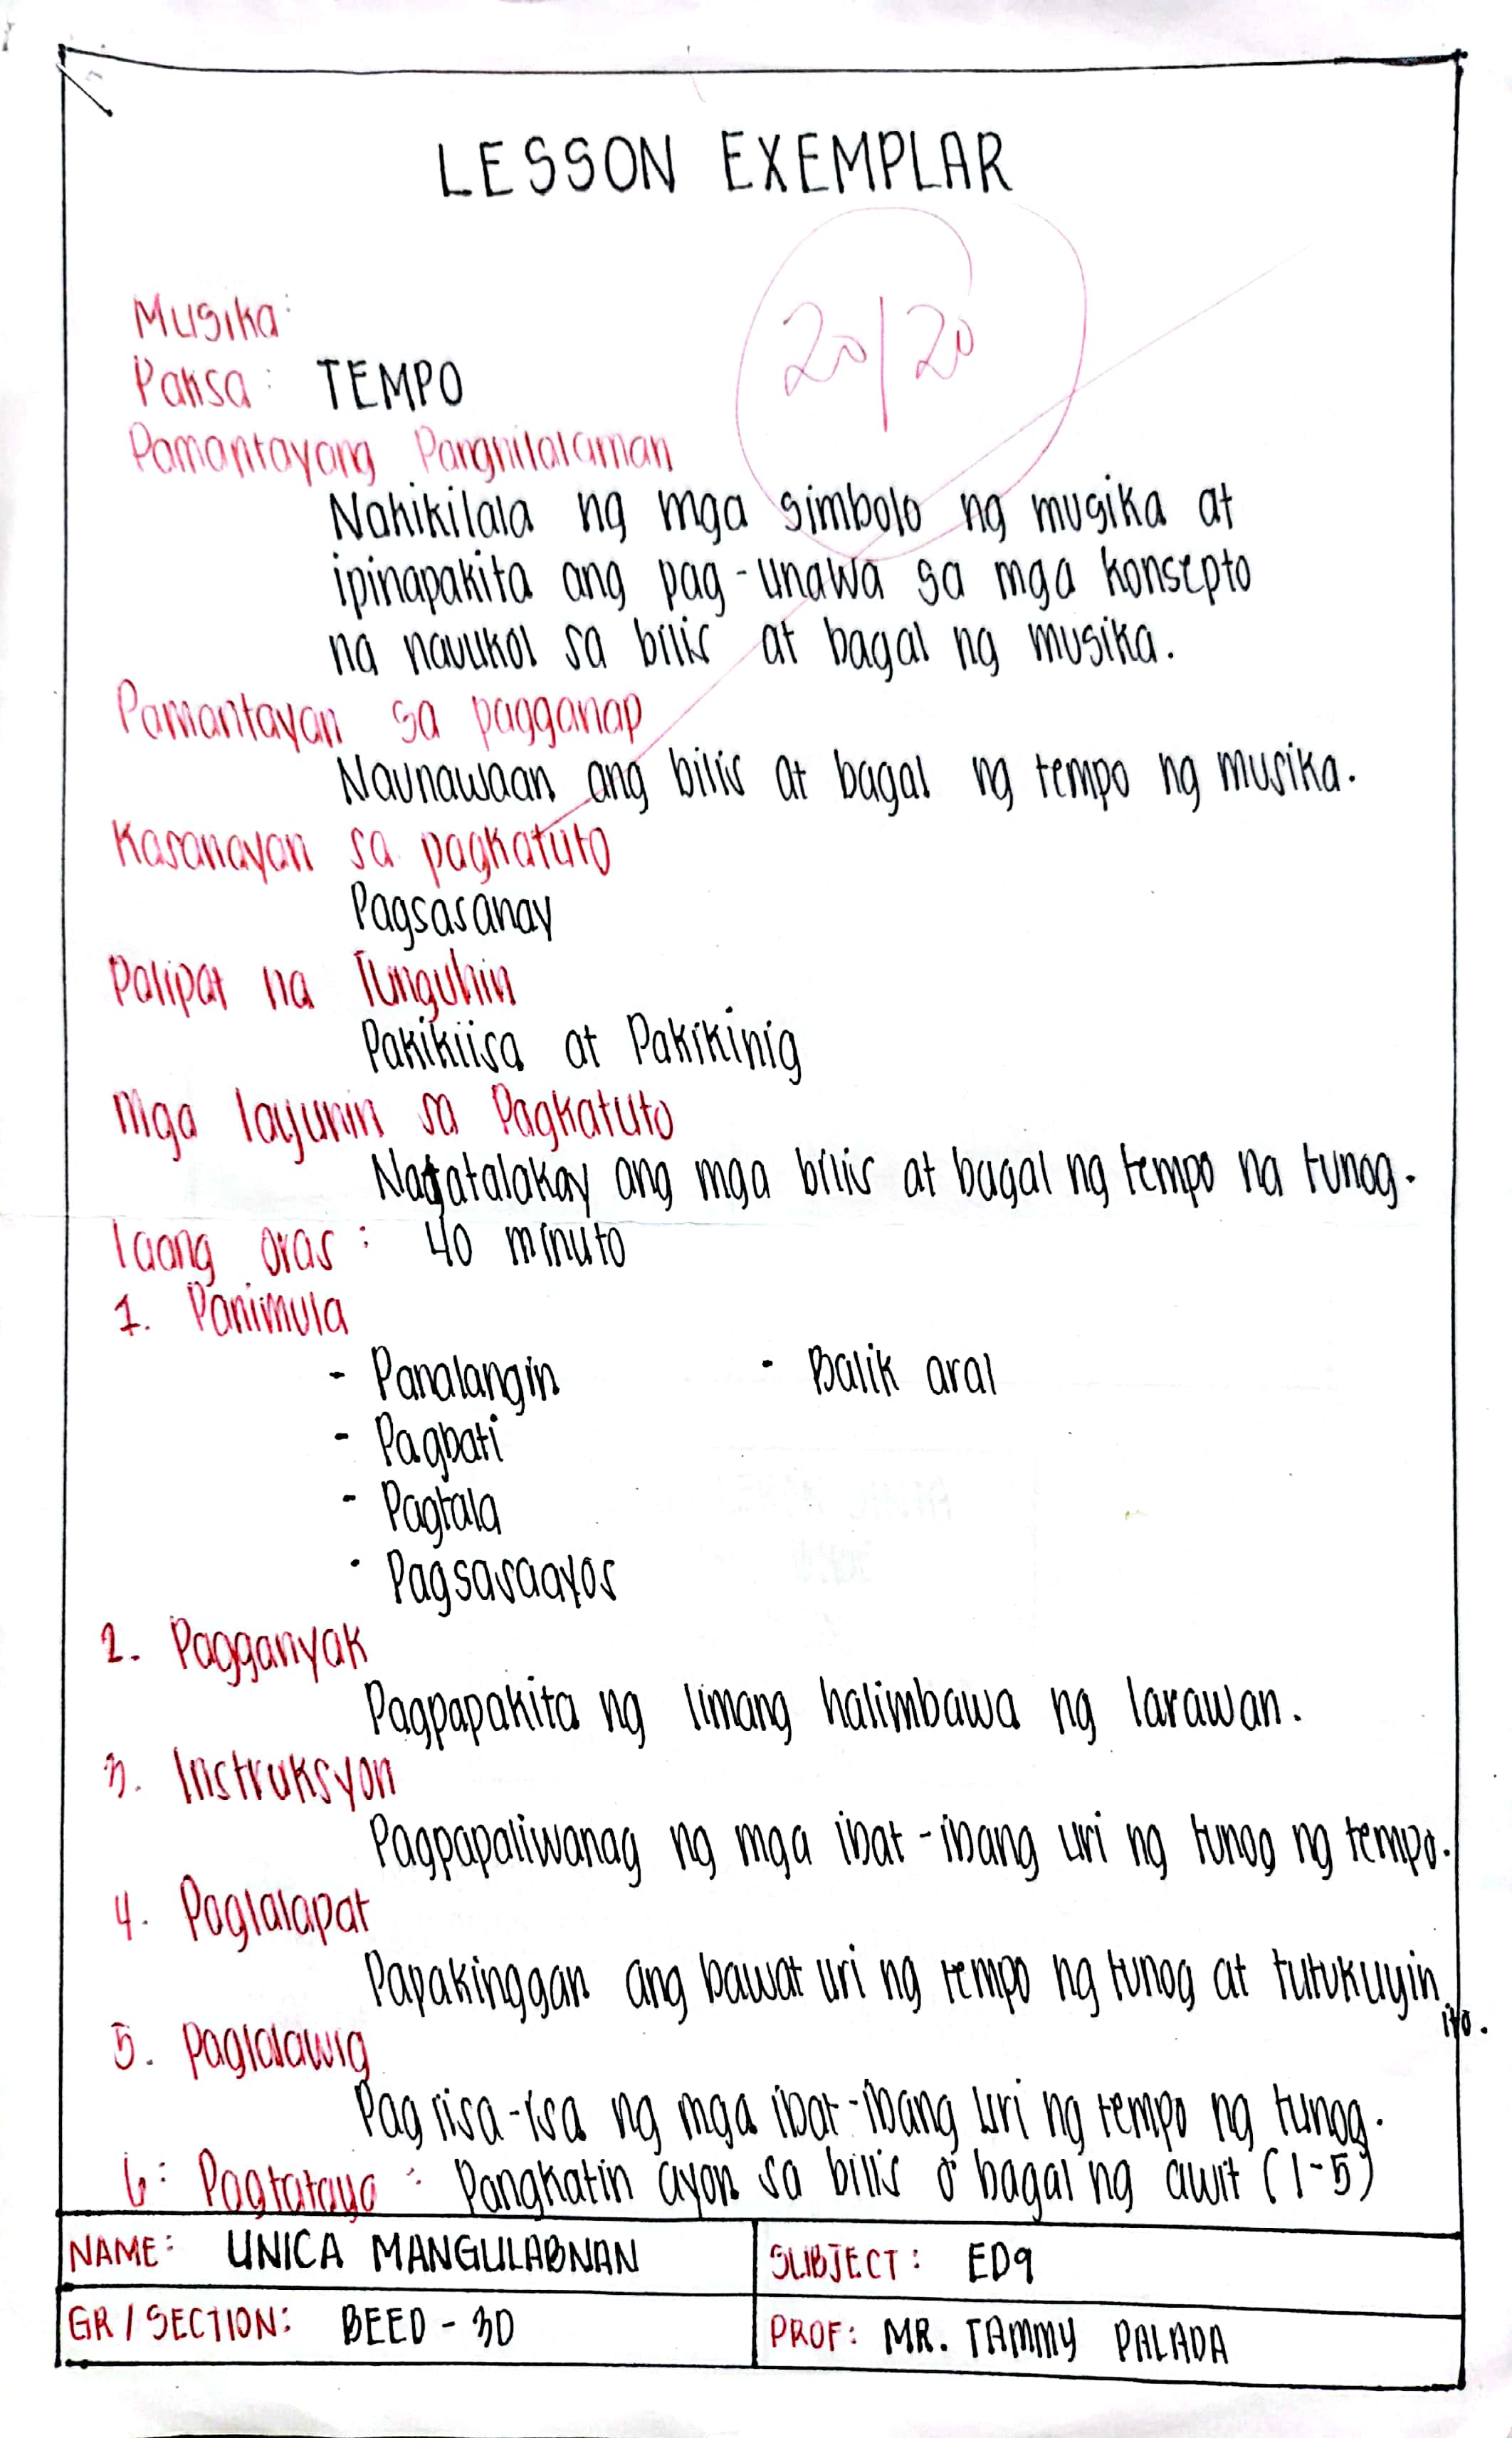 LESSON EXEMPLAR
20/20
Musika:
Paksa: TEMPO
Pamantayang Pangnilalaman
Nakikilala ng mga simbolo ng musika at
ipinapakita ang pag-unawa sa mga konsepto
na nauukol sa bilis at bagal ng musika.
Pamantayan sa pagganap
Naunawaan ang bilis at bagal ng tempo ng musika.
Kasanayan sa pagkatuto
Pagsasanay
Palipat na Tunguhin
Pakikiisa at Pakikinig
Mga layunin sa Pagkatuto
Natatalakay ang mga bilis at bagal ng tempo na tunog.
laang oras: 40 minuto
1. Panimula
- Panalangin - Balik aral
- Pagbati
- Pagtala
- Pagsasaayos
2. Pagganyak
Pagpapakita ng limang halimbawa ng larawan.
3. Instruksyon
Pagpapaliwanag ng mga ibat-ibang uri ng tunog ng tempo.
4. Paglalapat
Papakinggan ang bawat uri ng tempo ng tunog at tutukuyin ito.
5. Paglalawig
Pag iisa-isa ng mga ibat-ibang uri ng tempo ng tunog.
6: Pagtataya: Pangkatin ayon sa bilis o bagal ng awit (1-5)
NAME: UNICA MANGULABNAN SUBJECT: ED9
GR/SECTION: BEED-3D PROF: MR. TAMMY PALADA